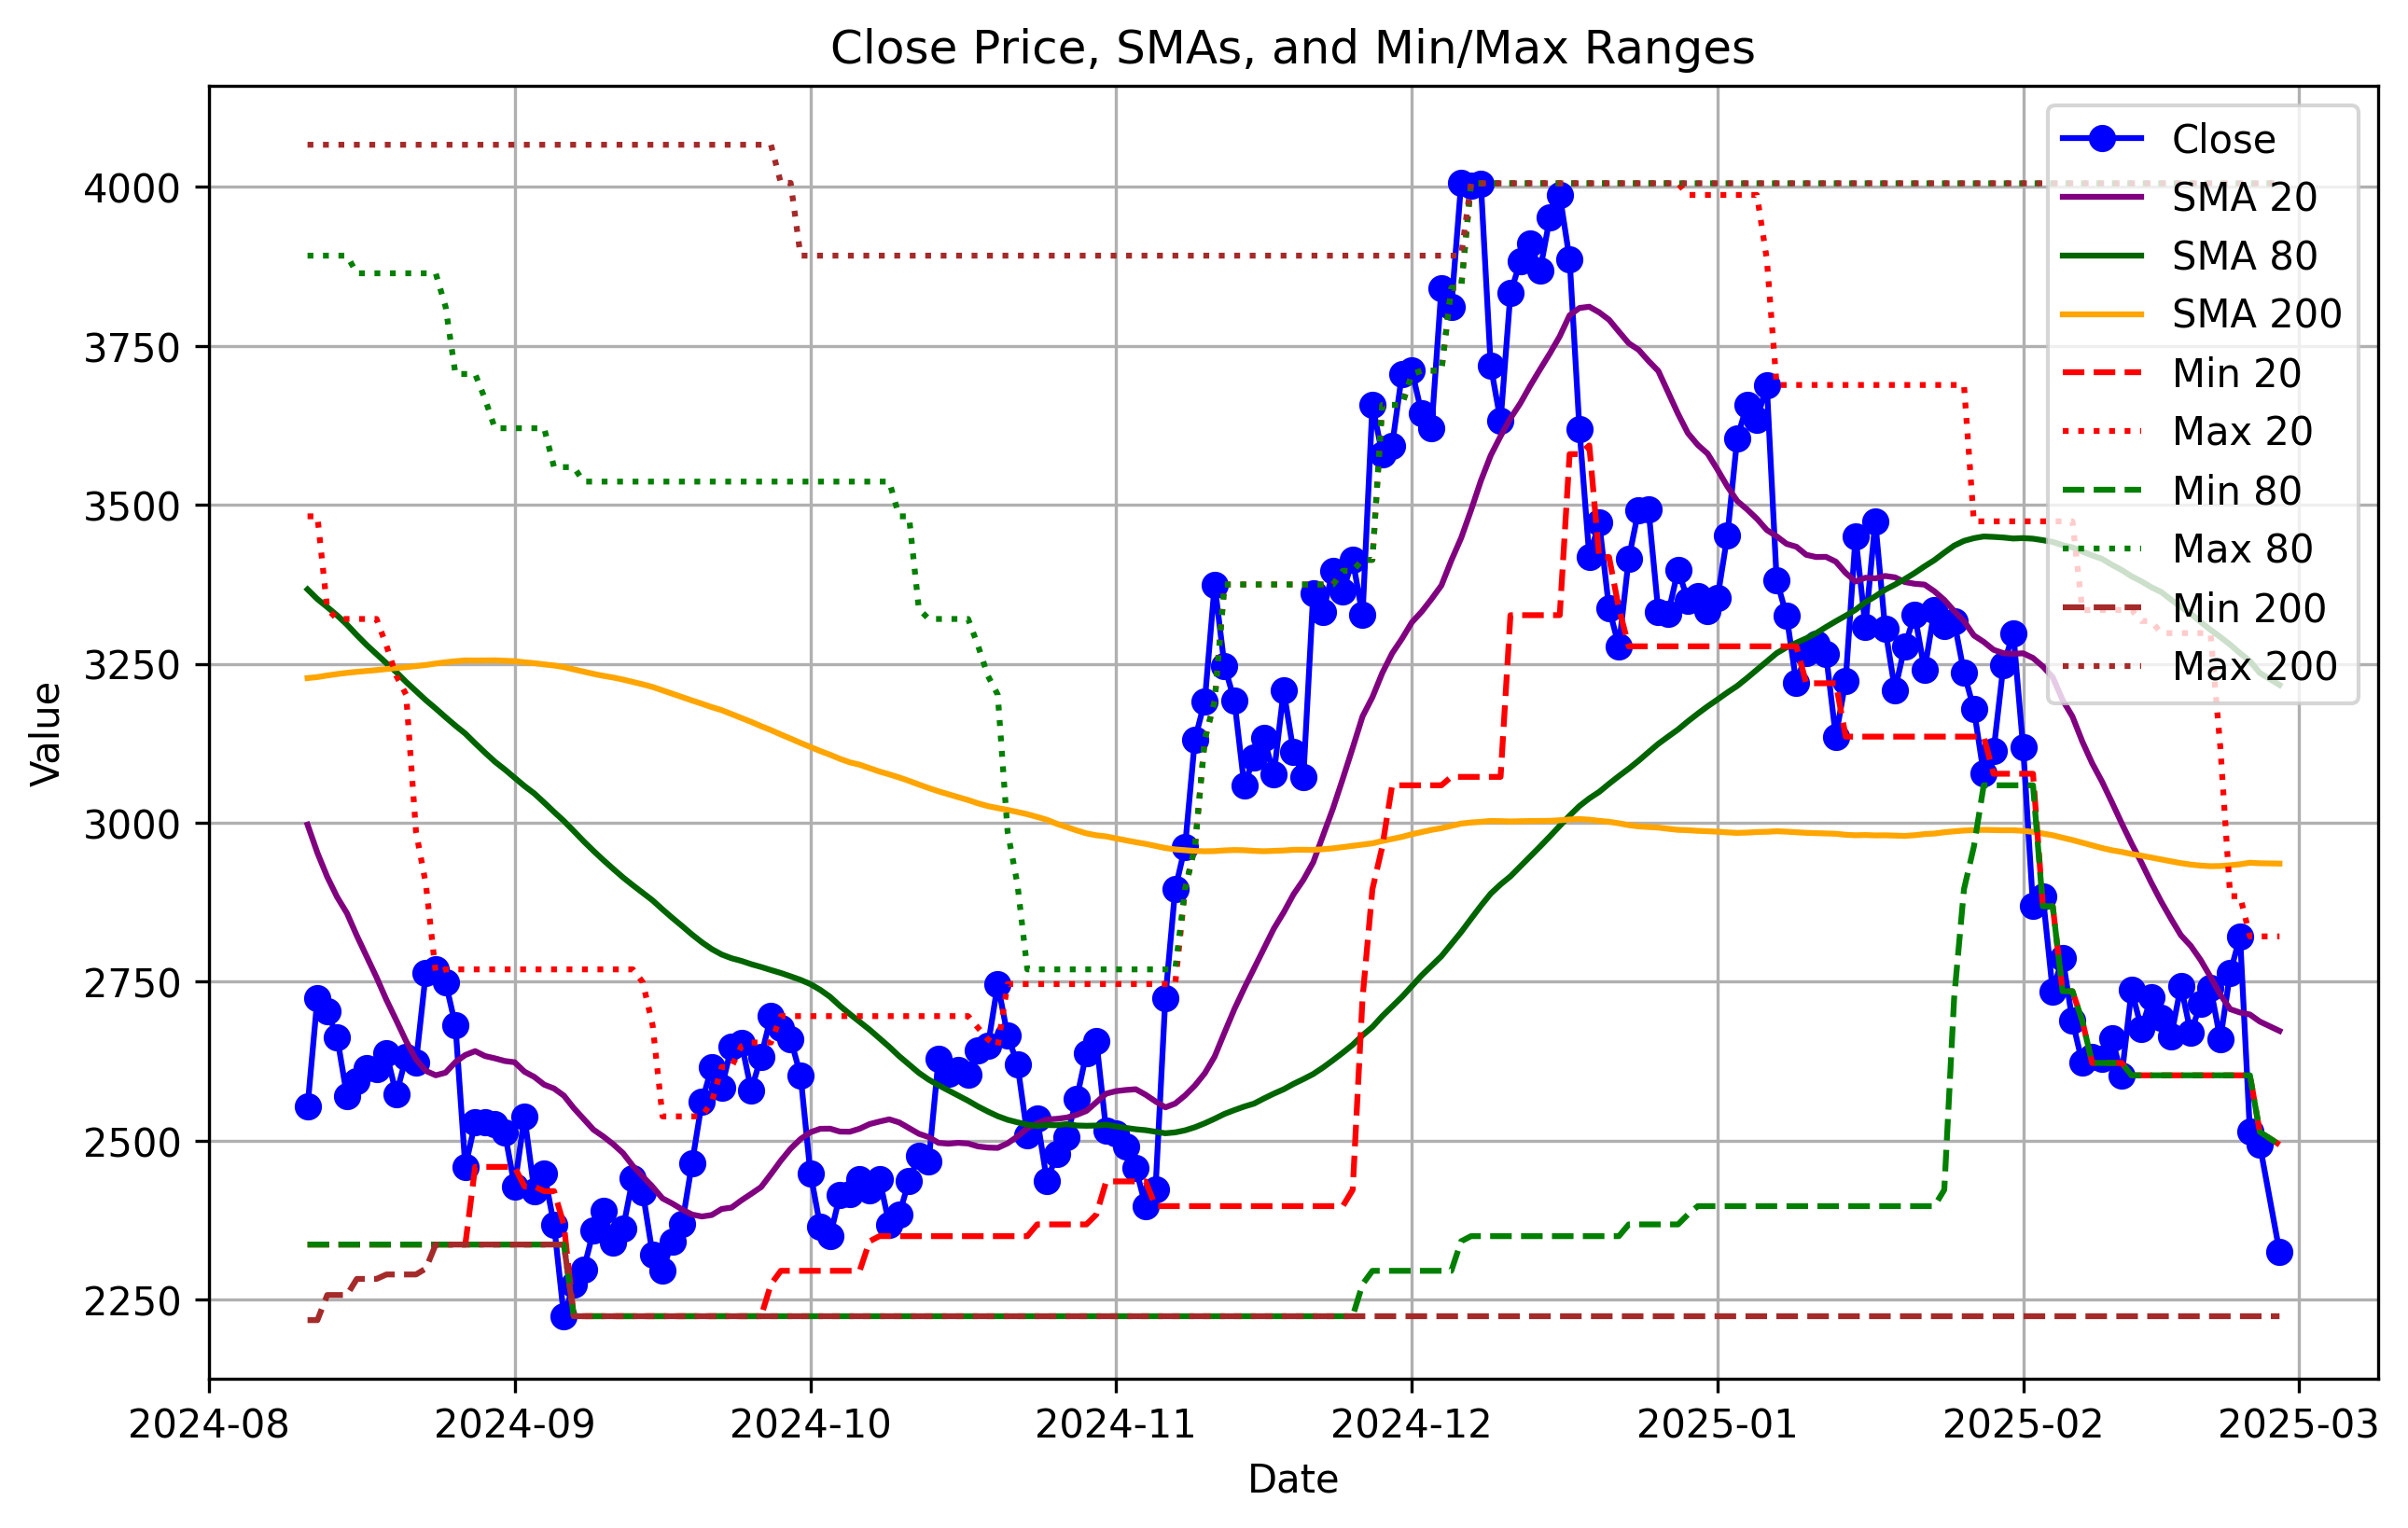 Close Price, SMAs, and Min/Max Ranges
Value
4000
3750
3500
3250
3000
2750
2500
2250
Close
SMA 20
SMA 80
SMA 200
Min 20
Max 20
Min 80
Max 80
Min 200
Max 200
2024-08
2024-09
2024-10
2024-11
2024-12
2025-01
2025-02
2025-03
Date